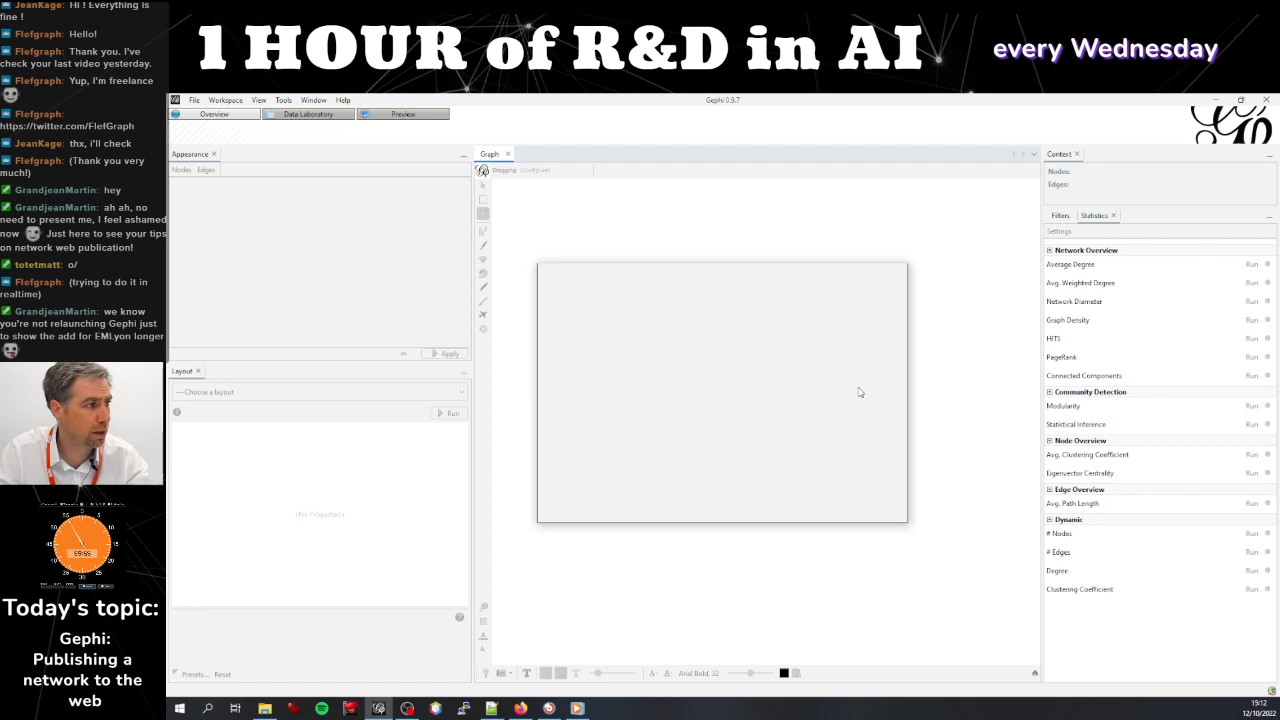 JeanKage: Hi ! Everything is
fine !
Flefgraph: Hello!
Flefgraph: Thank you. I've
check your last video yesterday.
Flefgraph: Yup, I'm freelance
Flefgraph:
https://twitter.com/FlefGraph
JeanKage: thx, i'll check
Flefgraph: (Thank you very
much!)
GrandjeanMartin: hey
GrandjeanMartin: ah ah, no
need to present me, I feel ashamed
now Just here to see your tips
on network web publication!
totetmatt: o/
Flefgraph: (trying to do it in
realtime)
GrandjeanMartin: we know
you're not relaunching Gephi just
to show the add for EMLyon longer
59:55
Today's topic:
Gephi:
Publishing a
network to the
web
1 HOUR of R&D in AI
every Wednesday
File Workspace View Tools Window Help
Gephi 0.9.7
Overview
Data Laboratory
Preview
Appearance
Nodes Edges
Apply
Layout
---Choose a layout
Run
<No Properties>
Presets... Reset
Graph
Dragging (Configure)
Arial Bold, 32
Context
Nodes:
Edges:
Filters Statistics
Settings
Network Overview
Average Degree Run
Avg. Weighted Degree Run
Network Diameter Run
Graph Density Run
HITS Run
PageRank Run
Connected Components Run
Community Detection
Modularity Run
Statistical Inference Run
Node Overview
Avg. Clustering Coefficient Run
Eigenvector Centrality Run
Edge Overview
Avg. Path Length Run
Dynamic
# Nodes Run
# Edges Run
Degree Run
Clustering Coefficient Run
15:12
12/10/2022